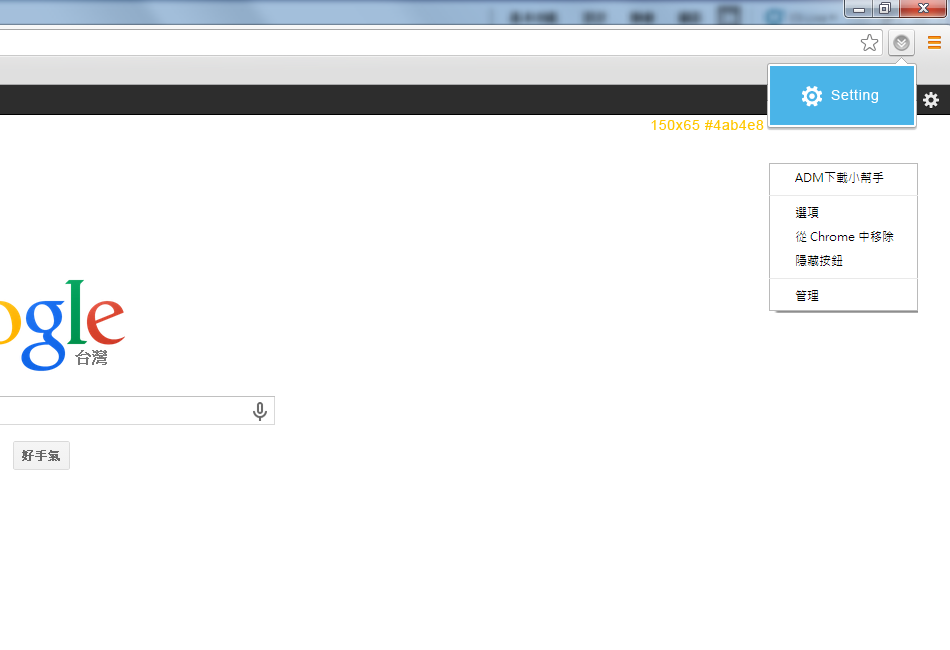 Setting
150x65 #4ab4e8
ADM下載小幫手
選項
從 Chrome 中移除
隱藏按鈕
管理
ogle
台灣
好手氣